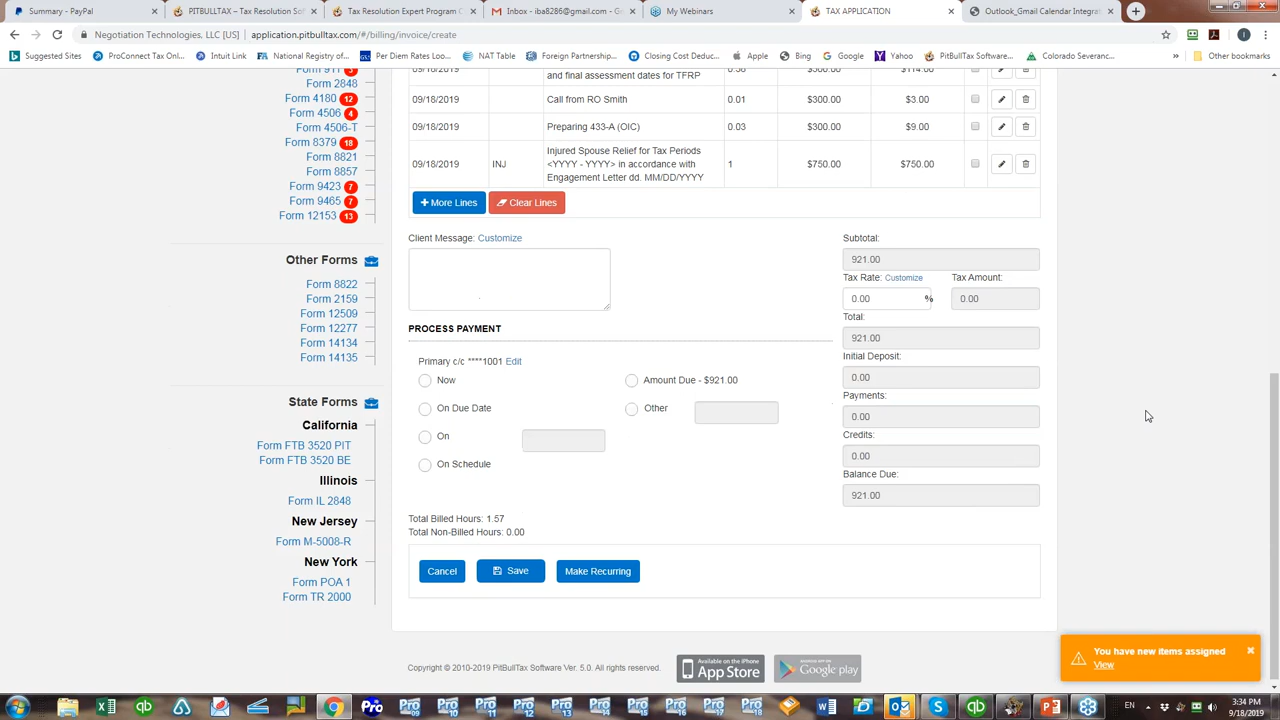 Summary - PayPal
PITBULLTAX – Tax Resolution Sof
Tax Resolution Expert Program C
Inbox - iba8286@gmail.com - G
My Webinars
TAX APPLICATION
Outlook_Gmail Calendar Integrat
Negotiation Technologies, LLC [US] | application.pitbulltax.com/#/billing/invoice/create
Suggested Sites
ProConnect Tax Onl...
Intuit Link
National Registry of...
Per Diem Rates Loo...
NAT Table
Foreign Partnership...
Closing Cost Deduc...
Apple
Bing
Google
Yahoo
PitBullTax Software...
Colorado Severanc...
»
Other bookmarks
Form 911 3
Form 2848
Form 4180 12
Form 4506 4
Form 4506-T
Form 8379 18
Form 8821
Form 8857
Form 9423 7
Form 9465 7
Form 12153 13
Other Forms
Form 8822
Form 2159
Form 12509
Form 12277
Form 14134
Form 14135
State Forms
California
Form FTB 3520 PIT
Form FTB 3520 BE
Illinois
Form IL 2848
New Jersey
Form M-5008-R
New York
Form POA 1
Form TR 2000
09/18/2019 and final assessment dates for TFRP 0.38 $300.00 $114.00
09/18/2019 Call from RO Smith 0.01 $300.00 $3.00
09/18/2019 Preparing 433-A (OIC) 0.03 $300.00 $9.00
Injured Spouse Relief for Tax Periods
09/18/2019 INJ <YYYY - YYYY> in accordance with 1 $750.00 $750.00
Engagement Letter dd. MM/DD/YYYY
+ More Lines
Clear Lines
Client Message: Customize
Subtotal:
921.00
Tax Rate: Customize
Tax Amount:
0.00 %
0.00
Total:
921.00
Initial Deposit:
0.00
Payments:
0.00
Credits:
0.00
Balance Due:
921.00
PROCESS PAYMENT
Primary c/c ****1001 Edit
Now
Amount Due - $921.00
On Due Date
Other
On
On Schedule
Total Billed Hours: 1.57
Total Non-Billed Hours: 0.00
Cancel
Save
Make Recurring
Copyright © 2010-2019 PitBullTax Software Ver. 5.0. All rights reserved.
Available on the iPhone
App Store
Available on the
Google play
You have new items assigned
View
EN
3:34 PM
9/18/2019